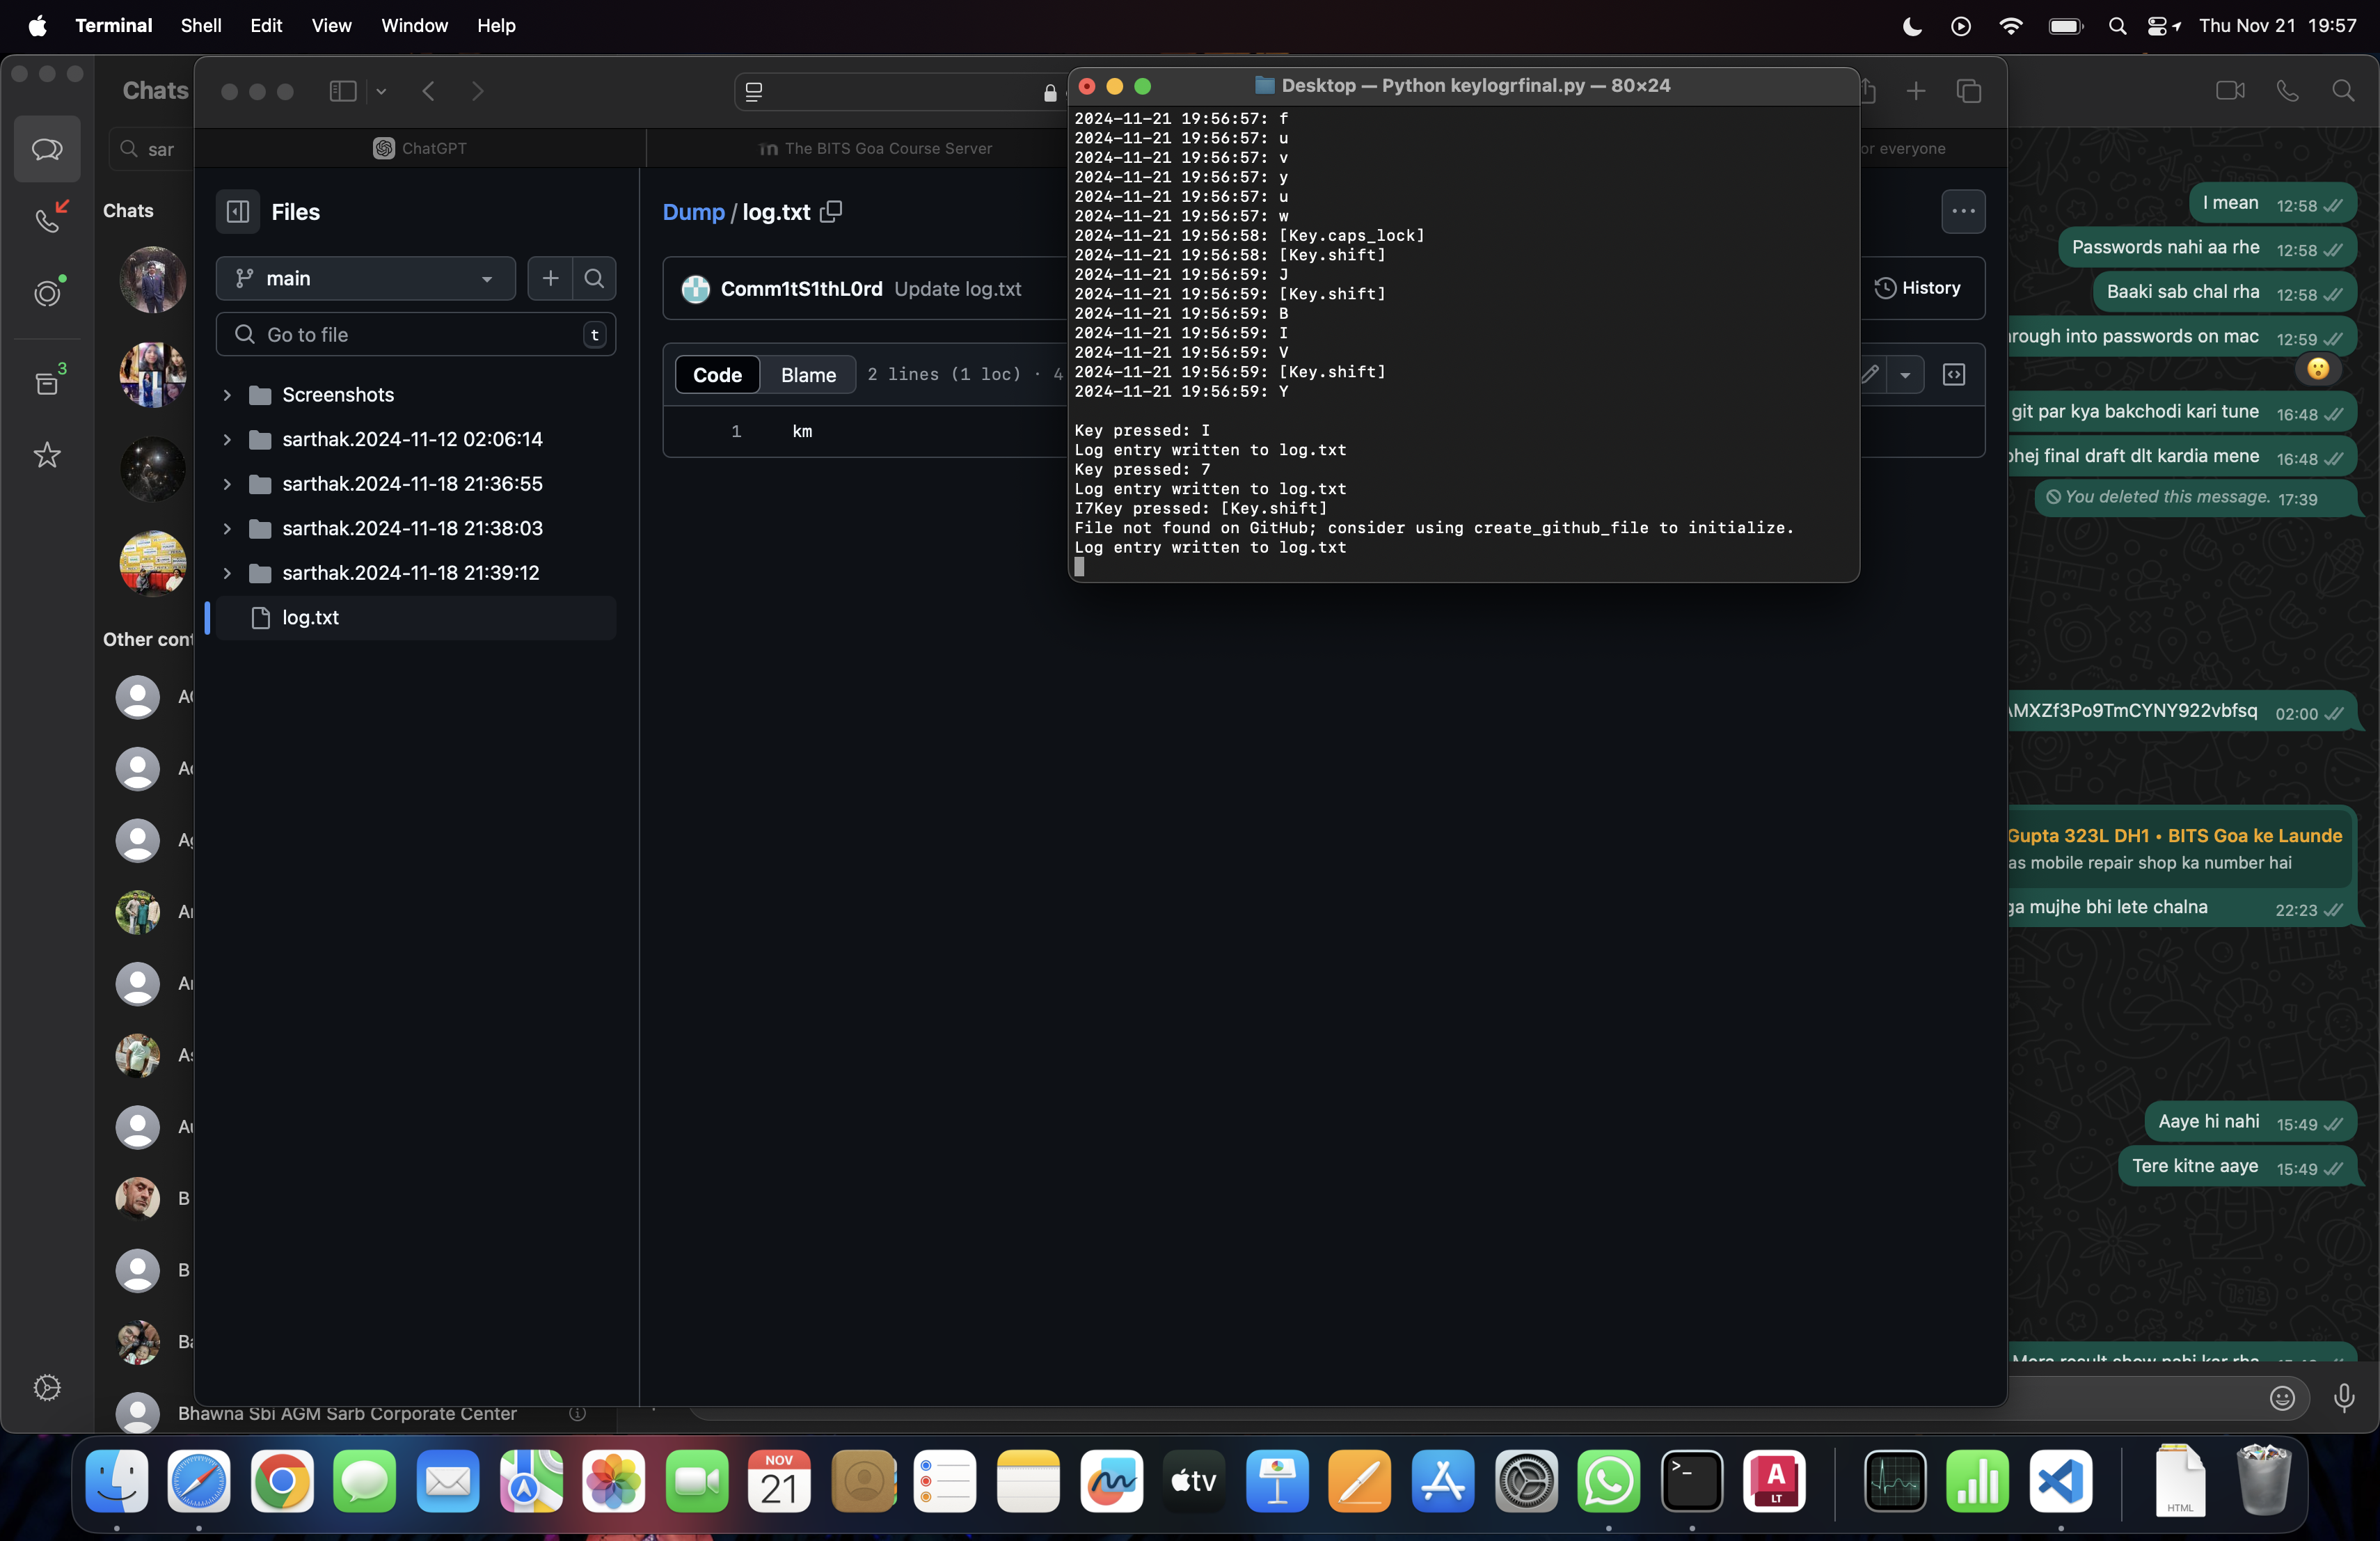 Terminal Shell Edit View Window Help
Thu Nov 21 19:57
Chats
sar
Chats
3
ChatGPT
The BITS Goa Course Server
or everyone
Files
main
Go to file
t
Screenshots
sarthak.2024-11-12 02:06:14
sarthak.2024-11-18 21:36:55
sarthak.2024-11-18 21:38:03
sarthak.2024-11-18 21:39:12
log.txt
Dump / log.txt
Comm1tS1thL0rd Update log.txt
History
Code Blame 2 lines (1 loc) · 4
1 km
Desktop — Python keylogrfinal.py — 80×24
2024-11-21 19:56:57: f
2024-11-21 19:56:57: u
2024-11-21 19:56:57: v
2024-11-21 19:56:57: y
2024-11-21 19:56:57: u
2024-11-21 19:56:57: w
2024-11-21 19:56:58: [Key.caps_lock]
2024-11-21 19:56:58: [Key.shift]
2024-11-21 19:56:59: J
2024-11-21 19:56:59: [Key.shift]
2024-11-21 19:56:59: B
2024-11-21 19:56:59: I
2024-11-21 19:56:59: V
2024-11-21 19:56:59: [Key.shift]
2024-11-21 19:56:59: Y
Key pressed: I
Log entry written to log.txt
Key pressed: 7
Log entry written to log.txt
I7Key pressed: [Key.shift]
File not found on GitHub; consider using create_github_file to initialize.
Log entry written to log.txt
I mean 12:58
Passwords nahi aa rhe 12:58
Baaki sab chal rha 12:58
rough into passwords on mac 12:59
git par kya bakchodi kari tune 16:48
bhej final draft dlt kardia mene 16:48
You deleted this message. 17:39
AMXZf3Po9TmCYNY922vbfsq 02:00
Gupta 323L DH1 • BITS Goa ke Launde
as mobile repair shop ka number hai
ga mujhe bhi lete chalna 22:23
Aaye hi nahi 15:49
Tere kitne aaye 15:49
Mera result show nahi kar rha
Other cont
B
B
Bhawna Sbi AGM Sarb Corporate Center
NOV
21
tv
A
LT
HTML